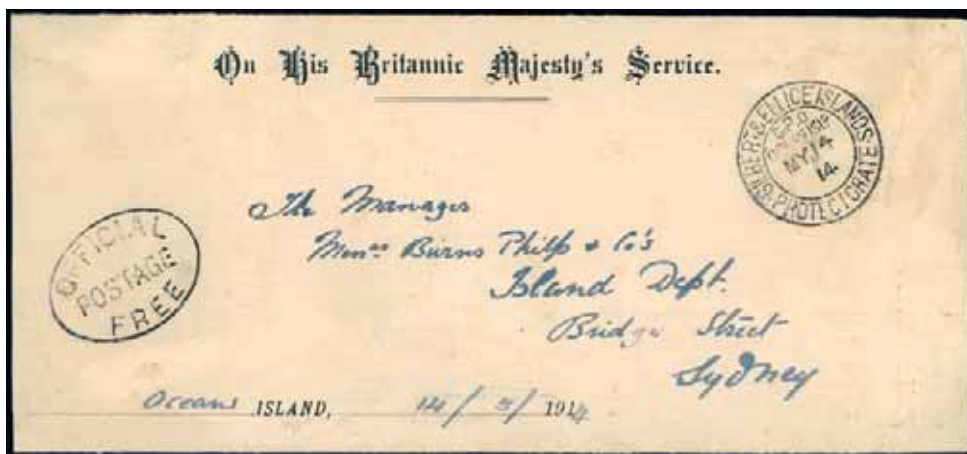 On His Britannic Majesty's Service.
GILBERT & ELLICE ISLANDS PROTECTORATE
G.P.O.
MY 14
14
The Manager
Messrs Burns Philp & Co's
Island Dept.
Bridge Street
Sydney
OFFICIAL
POSTAGE
FREE
Ocean ISLAND, 14/5/1914